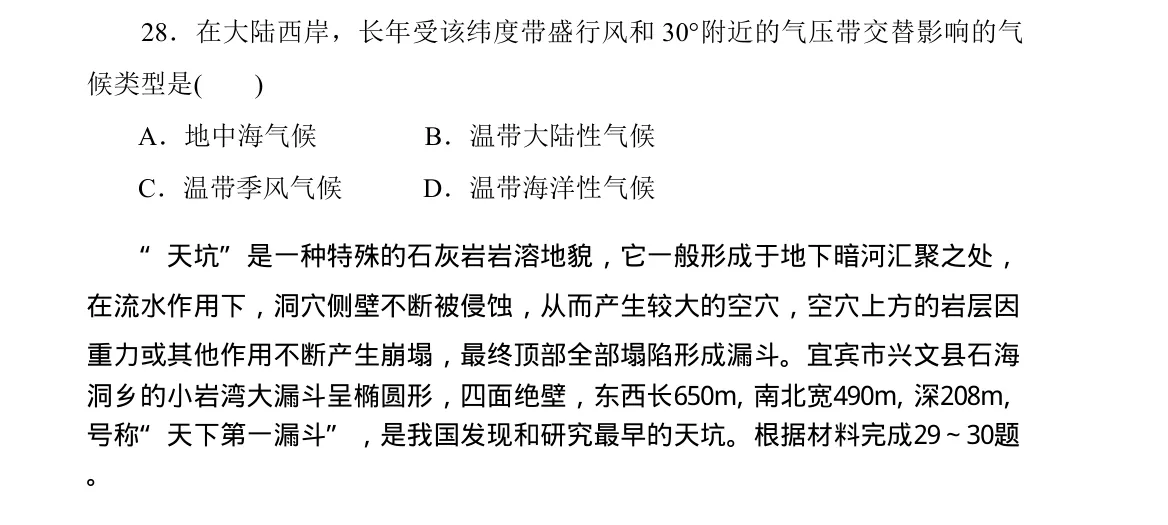 28．在大陆西岸，长年受该纬度带盛行风和 30°附近的气压带交替影响的气
候类型是(　　)
A．地中海气候　　B．温带大陆性气候
C．温带季风气候　　D．温带海洋性气候
“ 天坑”是一种特殊的石灰岩岩溶地貌，它一般形成于地下暗河汇聚之处，
在流水作用下，洞穴侧壁不断被侵蚀，从而产生较大的空穴，空穴上方的岩层因
重力或其他作用不断产生崩塌，最终顶部全部塌陷形成漏斗。宜宾市兴文县石海
洞乡的小岩湾大漏斗呈椭圆形，四面绝壁，东西长650m, 南北宽490m, 深208m,
号称“ 天下第一漏斗”，是我国发现和研究最早的天坑。根据材料完成29～30题
。